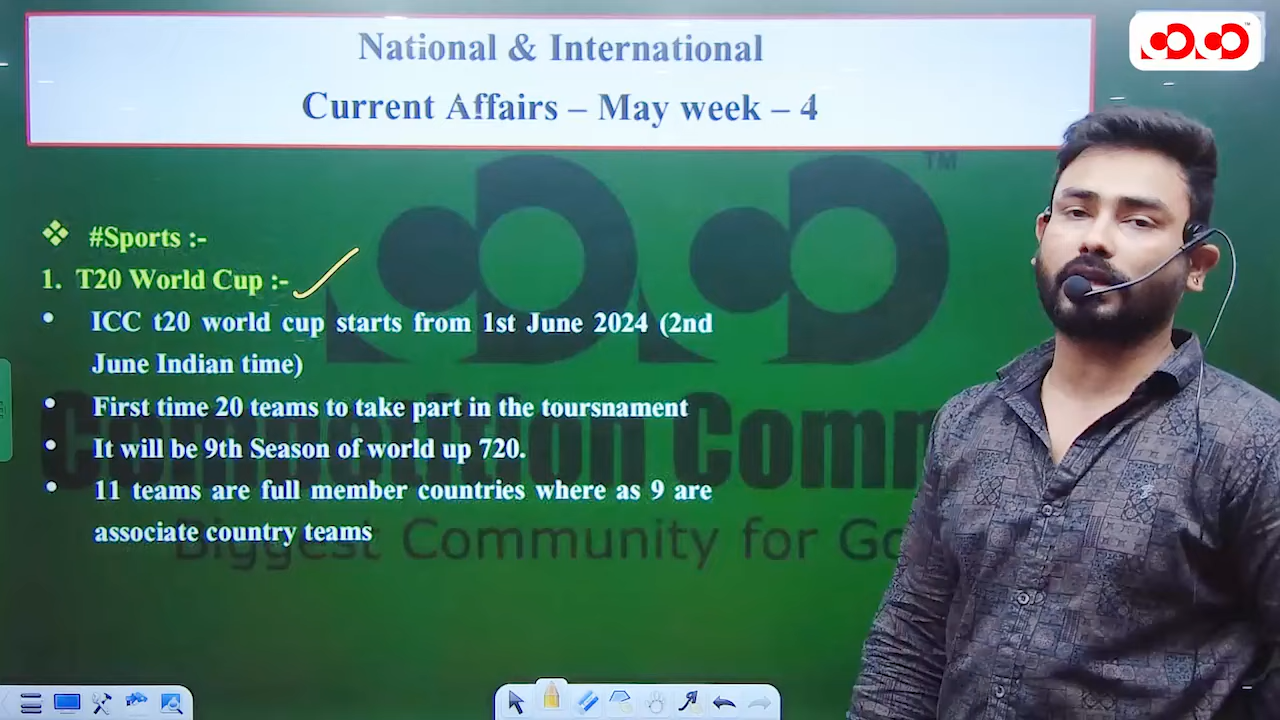 National & International
Current Affairs – May week – 4
TM
❖ #Sports :-
1. T20 World Cup :-
• ICC t20 world cup starts from 1st June 2024 (2nd
June Indian time)
• First time 20 teams to take part in the toursnament
• It will be 9th Season of world up 720.
• 11 teams are full member countries where as 9 are
associate country teams
Competition Comm
Biggest Community for Go